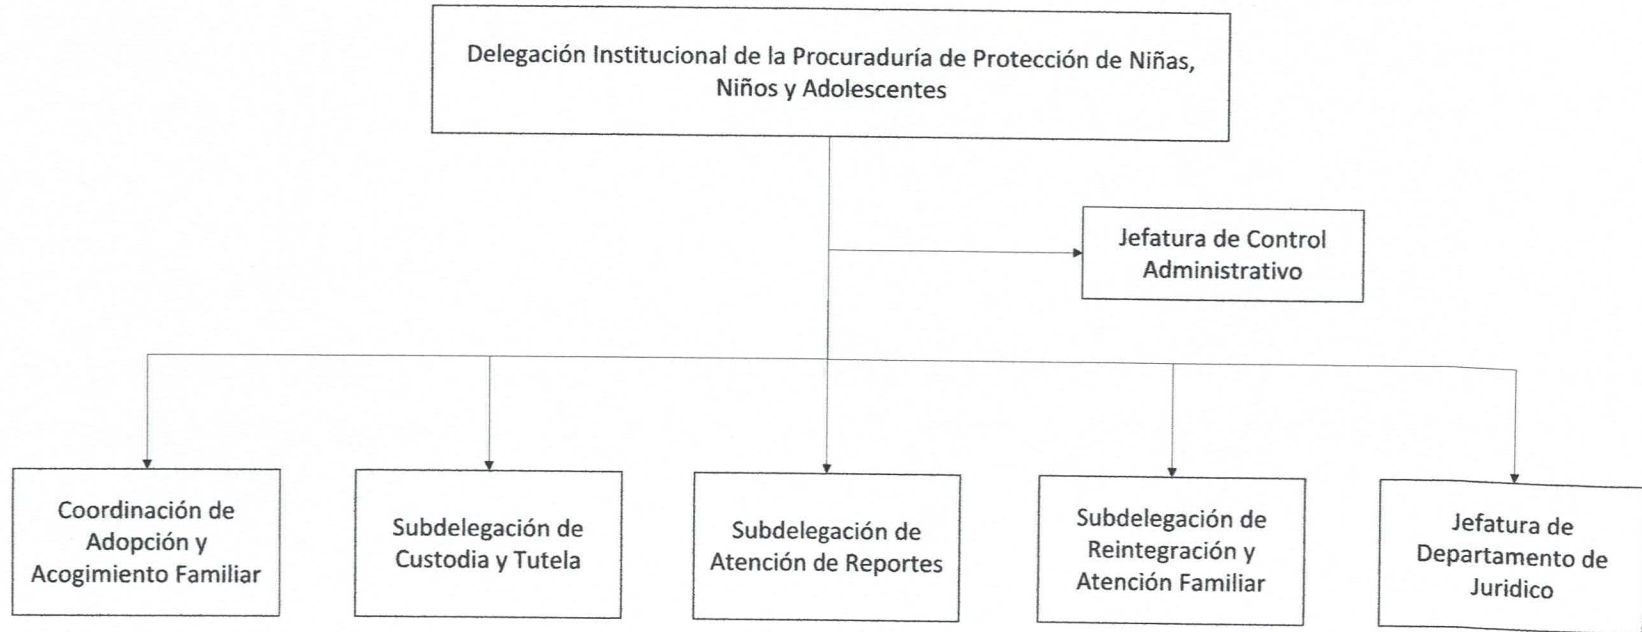 Delegación Institucional de la Procuraduría de Protección de Niñas,
Niños y Adolescentes
Jefatura de Control
Administrativo
Coordinación de
Adopción y
Acogimiento Familiar
Subdelegación de
Custodia y Tutela
Subdelegación de
Atención de Reportes
Subdelegación de
Reintegración y
Atención Familiar
Jefatura de
Departamento de
Juridico